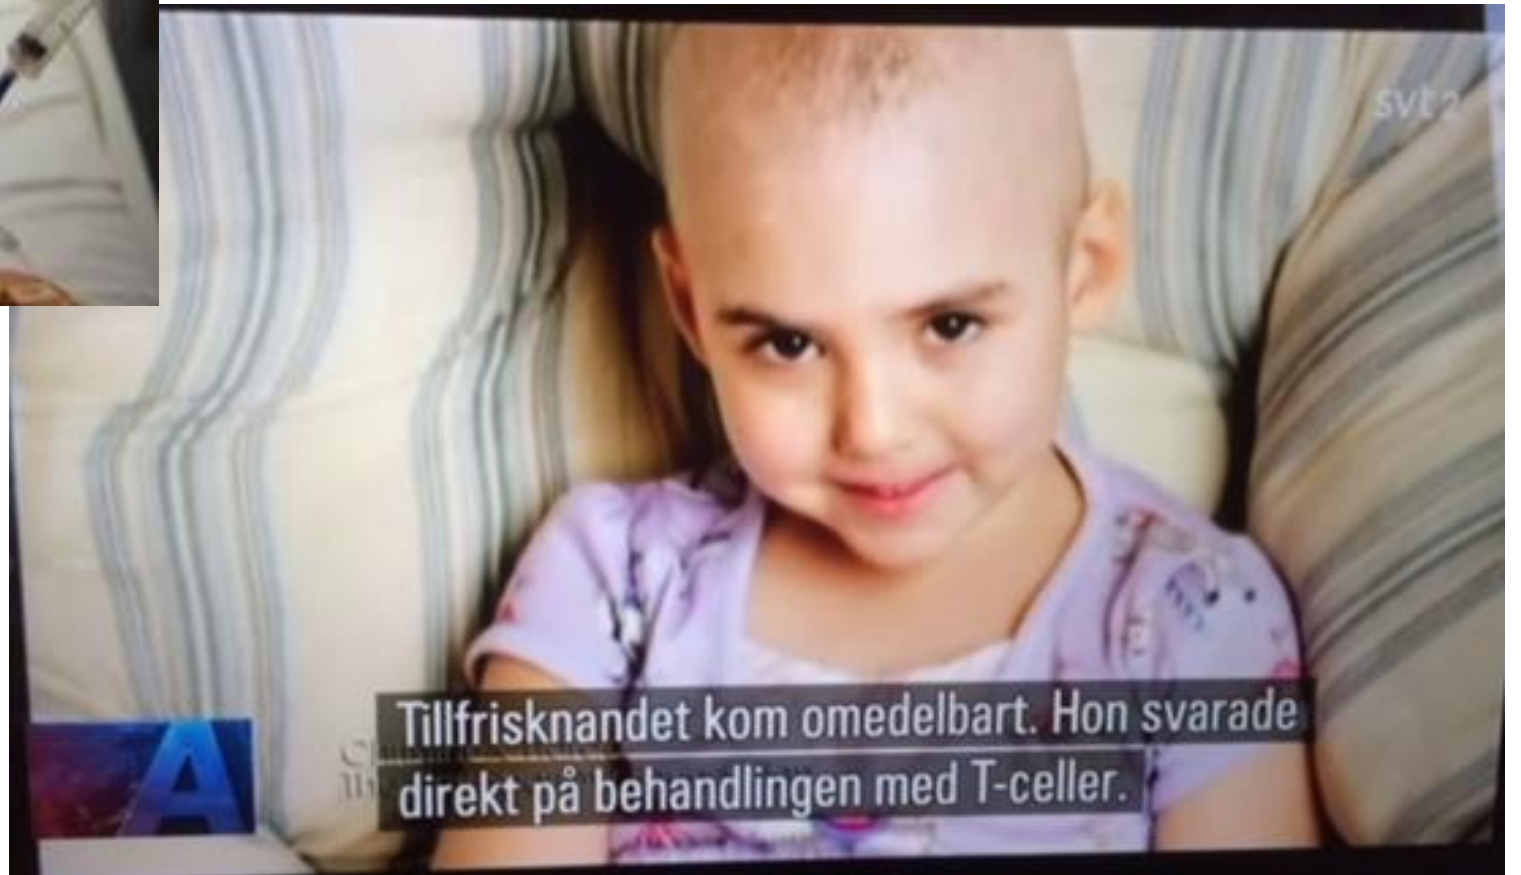 svt2
Tillfrisknandet kom omedelbart. Hon svarade
direkt på behandlingen med T-celler.
A